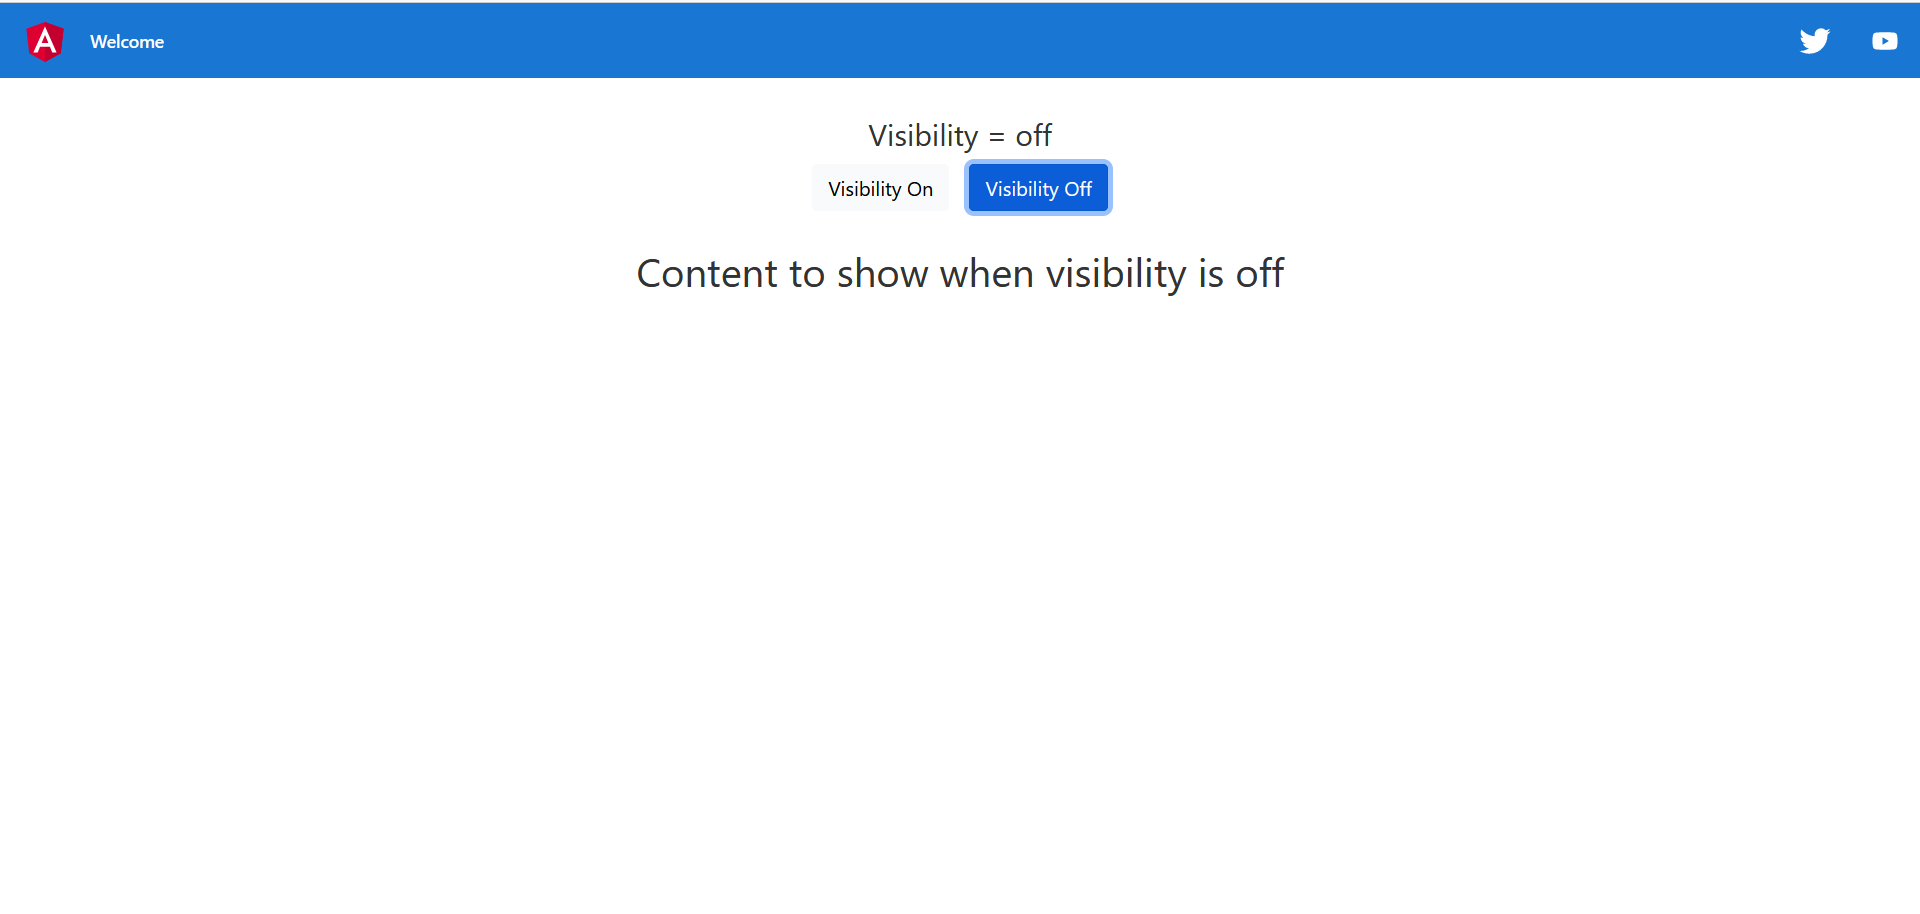 Welcome
Visibility = off
Visibility On
Visibility Off
Content to show when visibility is off